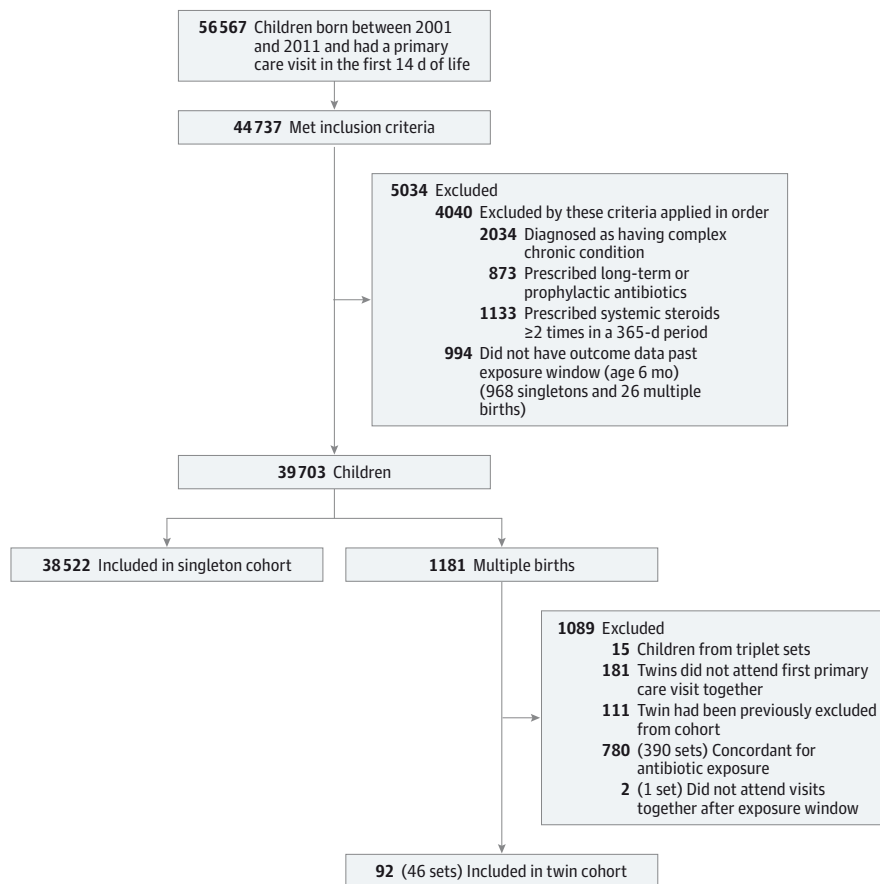 56567 Children born between 2001
and 2011 and had a primary
care visit in the first 14 d of life
44737 Met inclusion criteria
5034 Excluded
4040 Excluded by these criteria applied in order
2034 Diagnosed as having complex
chronic condition
873 Prescribed long-term or
prophylactic antibiotics
1133 Prescribed systemic steroids
≥2 times in a 365-d period
994 Did not have outcome data past
exposure window (age 6 mo)
(968 singletons and 26 multiple
births)
39703 Children
38522 Included in singleton cohort
1181 Multiple births
1089 Excluded
15 Children from triplet sets
181 Twins did not attend first primary
care visit together
111 Twin had been previously excluded
from cohort
780 (390 sets) Concordant for
antibiotic exposure
2 (1 set) Did not attend visits
together after exposure window
92 (46 sets) Included in twin cohort